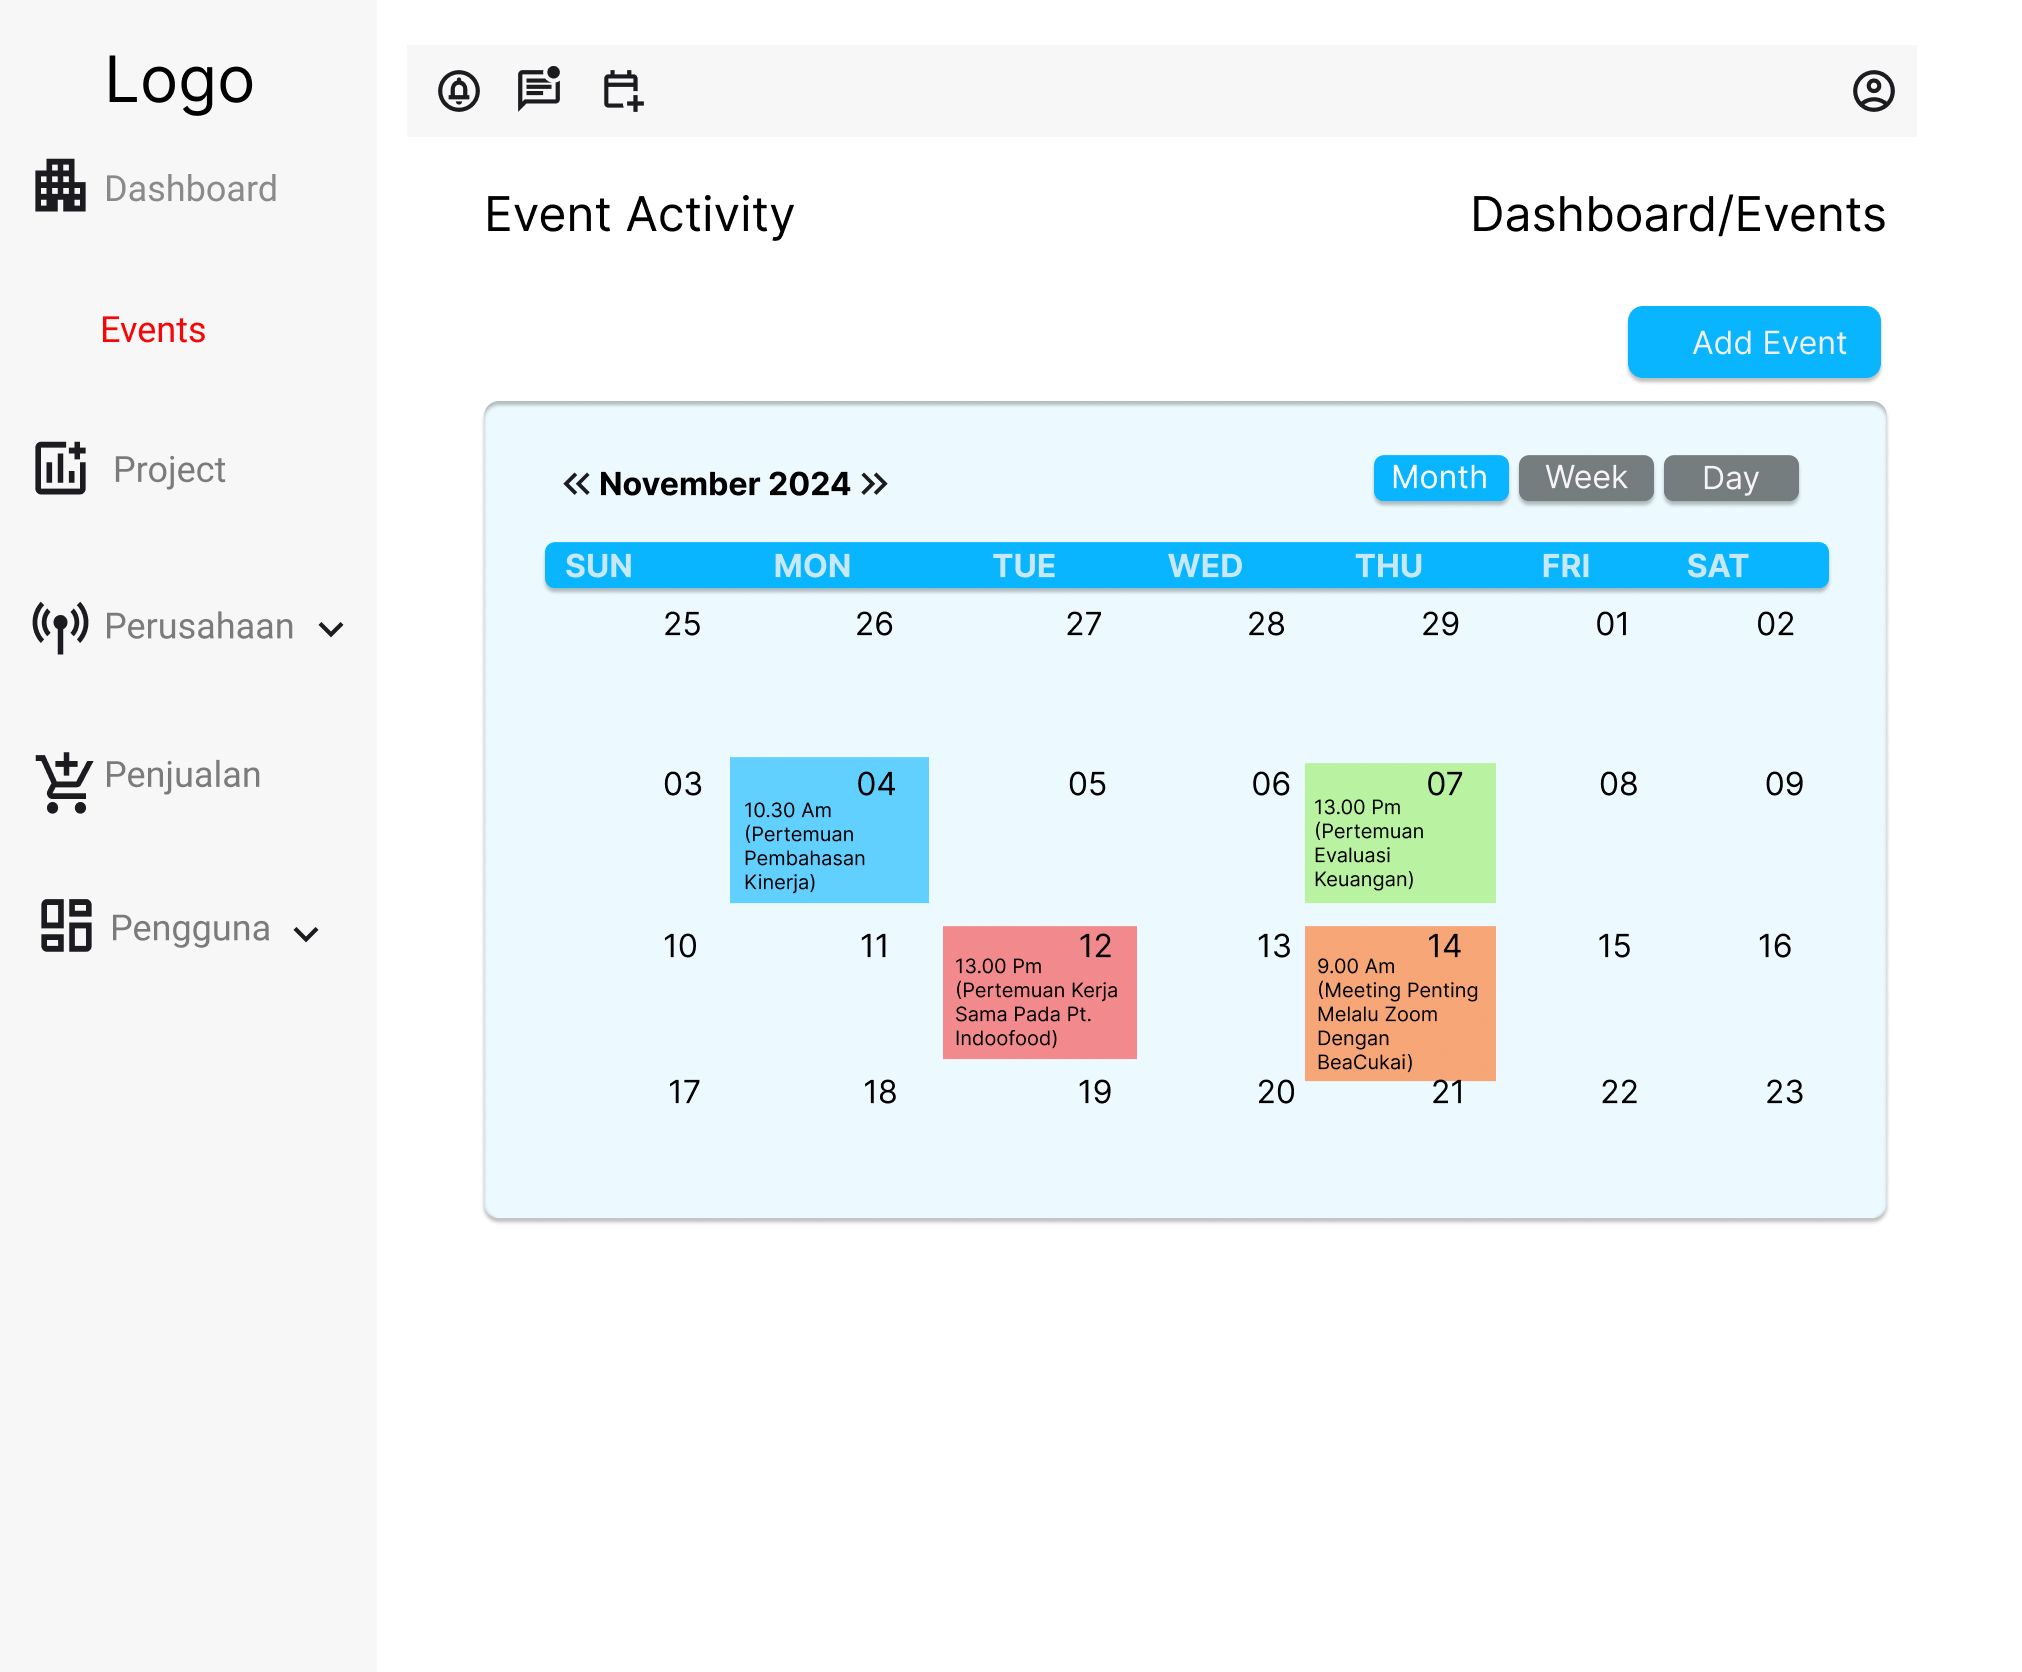 Logo
Dashboard
Events
Project
Perusahaan
Penjualan
Pengguna
Event Activity
Dashboard/Events
Add Event
November 2024
Month
Week
Day
SUN MON TUE WED THU FRI SAT
25 26 27 28 29 01 02
03 04 05 06 07 08 09
10.30 Am
(Pertemuan
Pembahasan
Kinerja)
13.00 Pm
(Pertemuan
Evaluasi
Keuangan)
10 11 12 13 14 15 16
13.00 Pm
(Pertemuan Kerja
Sama Pada Pt.
Indoofood)
9.00 Am
(Meeting Penting
Melalu Zoom
Dengan
BeaCukai)
17 18 19 20 21 22 23